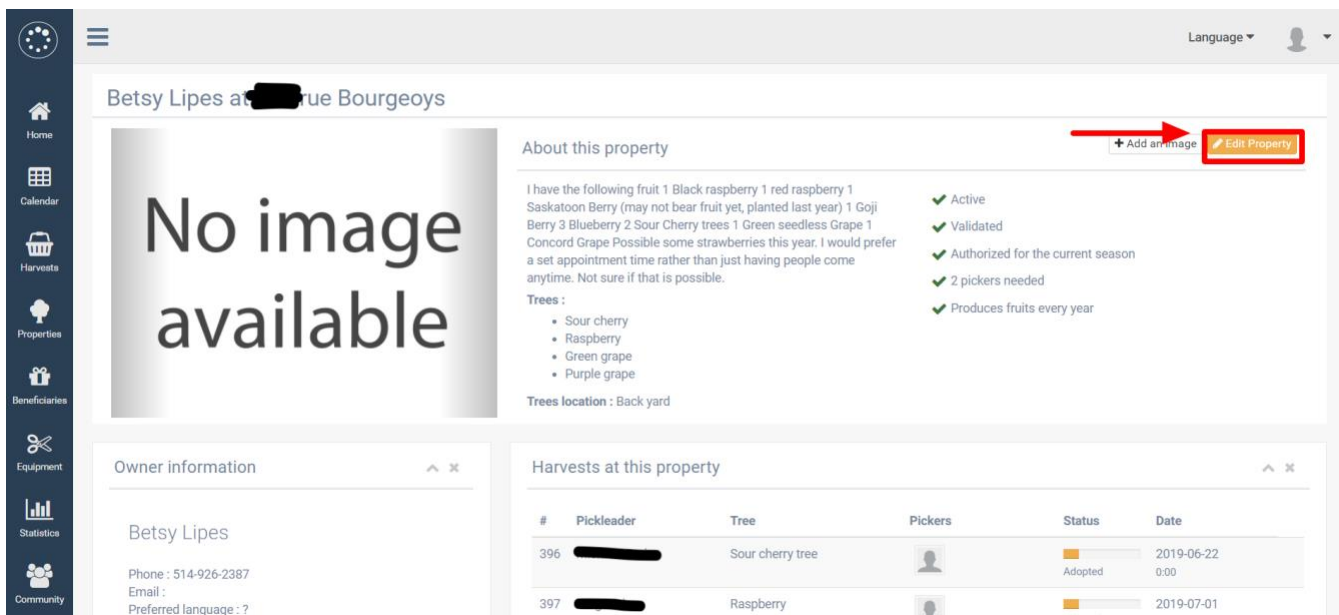 Language
Home
Calendar
Harvests
Properties
Beneficiaries
Equipment
Statistics
Community
Betsy Lipes at rue Bourgeoys
No image
available
About this property
Add an image
Edit Property
I have the following fruit 1 Black raspberry 1 red raspberry 1
Saskatoon Berry (may not bear fruit yet, planted last year) 1 Goji
Berry 3 Blueberry 2 Sour Cherry trees 1 Green seedless Grape 1
Concord Grape Possible some strawberries this year. I would prefer
a set appointment time rather than just having people come
anytime. Not sure if that is possible.
Trees :
Sour cherry
Raspberry
Green grape
Purple grape
Trees location : Back yard
Active
Validated
Authorized for the current season
2 pickers needed
Produces fruits every year
Owner information
Betsy Lipes
Phone : 514-926-2387
Email :
Preferred language : ?
Harvests at this property
# Pickleader Tree Pickers Status Date
396 Sour cherry tree Adopted 2019-06-22
0:00
397 Raspberry 2019-07-01